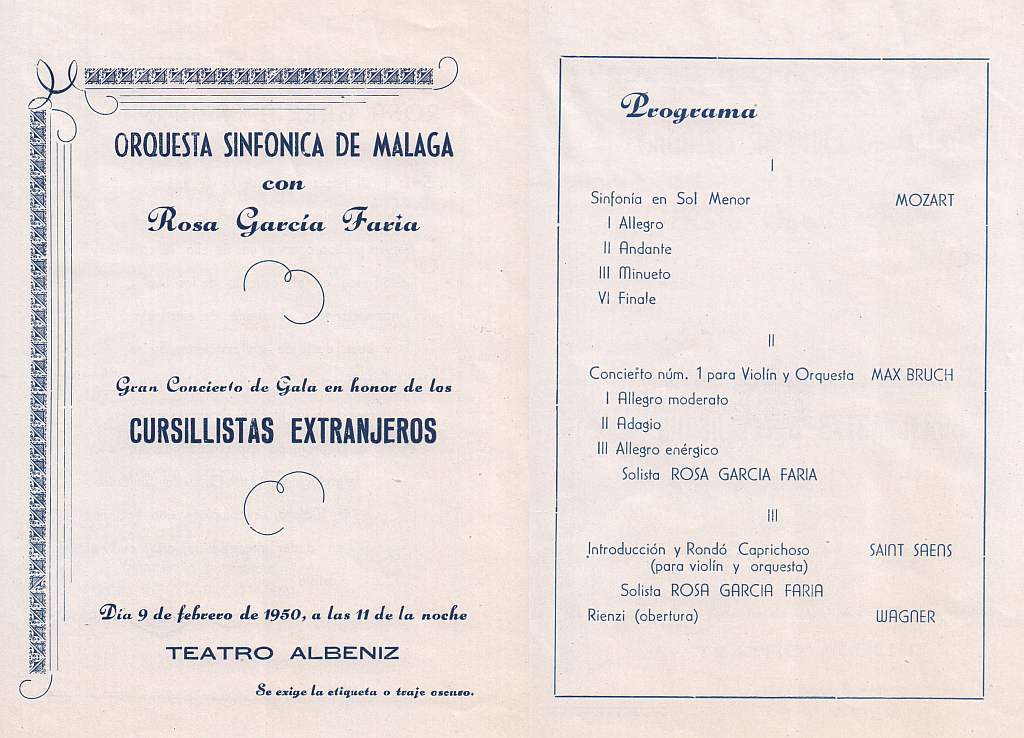 ORQUESTA SINFONICA DE MALAGA
con
Rosa García Faria
Gran Concierto de Gala en honor de los
CURSILLISTAS EXTRANJEROS
Día 9 de febrero de 1950, a las 11 de la noche
TEATRO ALBENIZ
Se exige la etiqueta o traje oscuro.
Programa
I
Sinfonía en Sol Menor MOZART
I Allegro
II Andante
III Minueto
VI Finale
II
Concierto núm. 1 para Violín y Orquesta MAX BRUCH
I Allegro moderato
II Adagio
III Allegro enérgico
Solista ROSA GARCIA FARIA
III
Introducción y Rondó Caprichoso SAINT SAENS
(para violín y orquesta)
Solista ROSA GARCIA FARIA
Rienzi (obertura) WAGNER